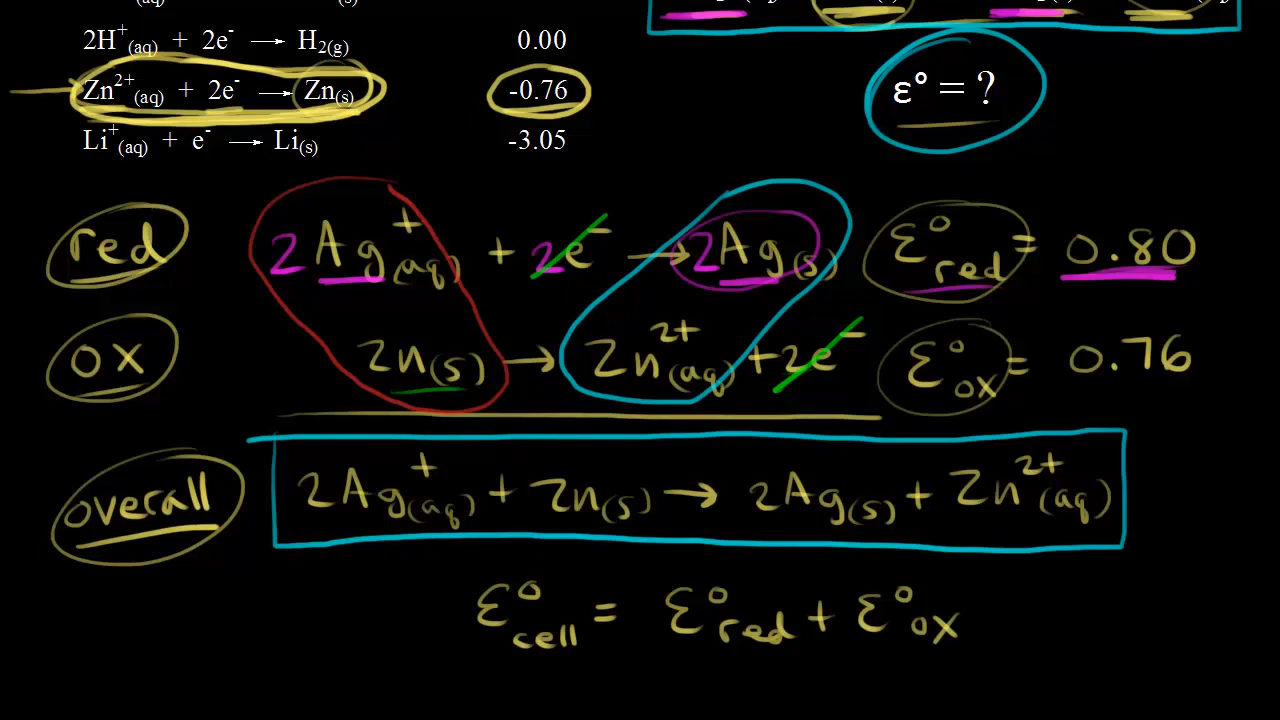 2H⁺(aq) + 2e⁻ → H₂(g) 0.00
Zn²⁺(aq) + 2e⁻ → Zn(s) -0.76
Li⁺(aq) + e⁻ → Li(s) -3.05
ε° = ?
red 2Ag⁺(aq) + 2e⁻ → 2Ag(s) ε°red = 0.80
ox Zn(s) → Zn²⁺(aq) + 2e⁻ ε°ox = 0.76
overall 2Ag⁺(aq) + Zn(s) → 2Ag(s) + Zn²⁺(aq)
ε°cell = ε°red + ε°ox